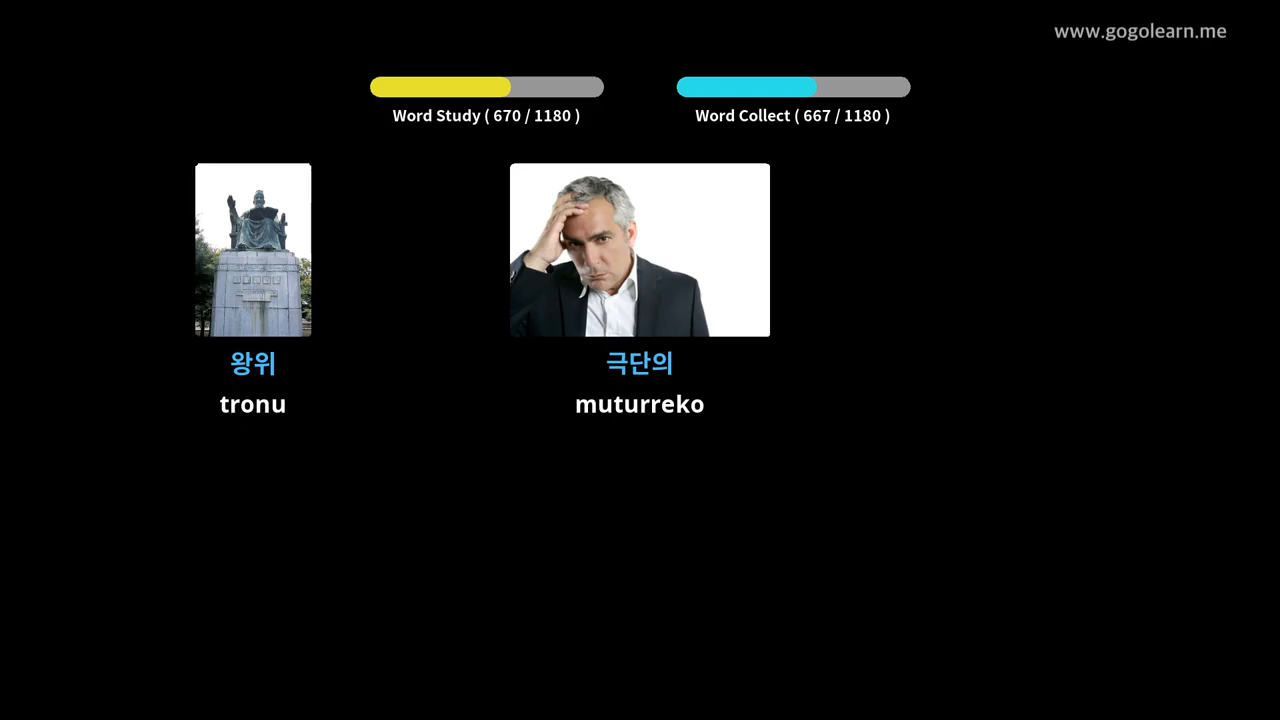 www.gogolearn.me
Word Study ( 670 / 1180 )
Word Collect ( 667 / 1180 )
왕위
tronu
극단의
muturreko